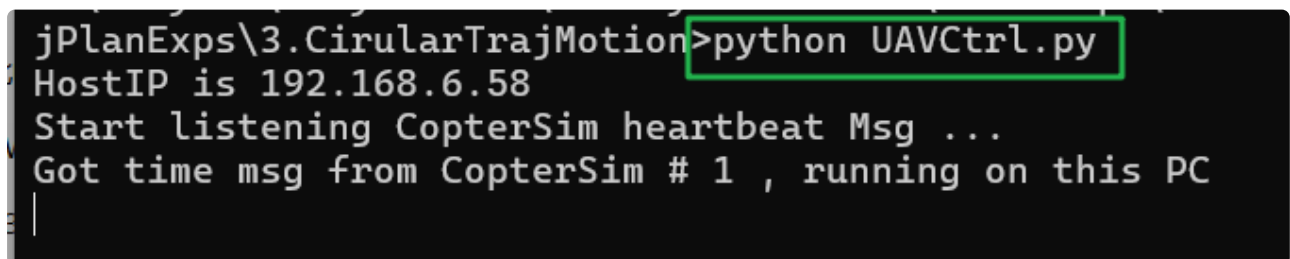 jPlanExps\3.CirularTrajMotion>python UAVCtrl.py
HostIP is 192.168.6.58
Start listening CopterSim heartbeat Msg ...
Got time msg from CopterSim # 1 , running on this PC